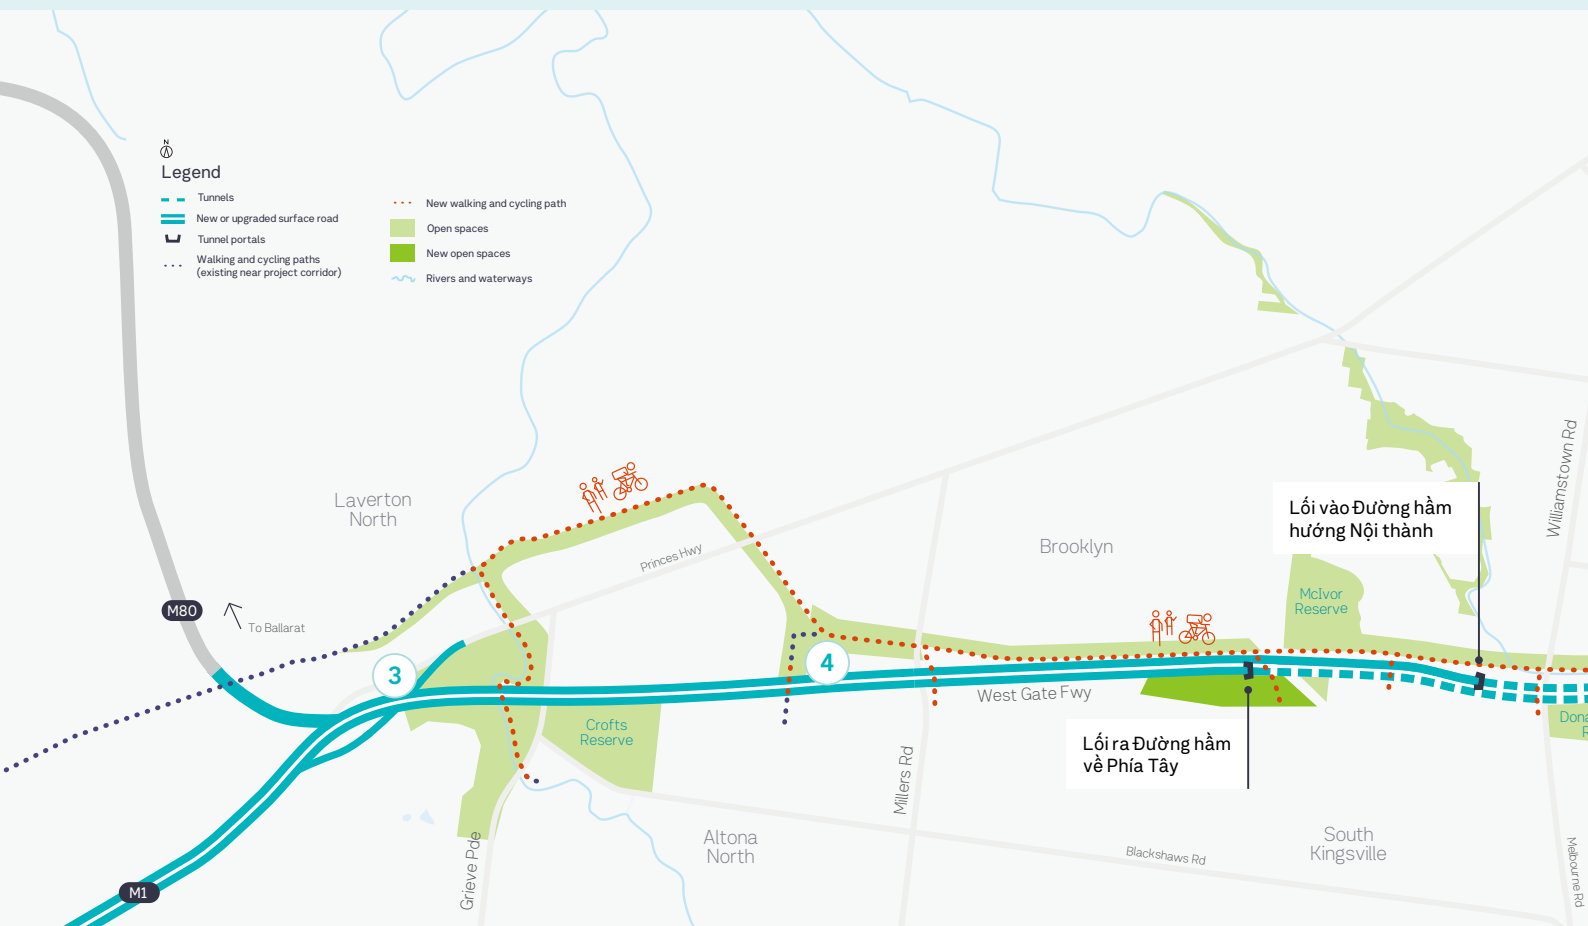 N
Legend
Tunnels
New or upgraded surface road
Tunnel portals
Walking and cycling paths
(existing near project corridor)
New walking and cycling path
Open spaces
New open spaces
Rivers and waterways
Laverton
North
Princes Hwy
Brooklyn
Lối vào Đường hầm
hướng Nội thành
Williamstown Rd
McIvor
Reserve
M80
To Ballarat
3
4
West Gate Fwy
Crofts
Reserve
Lối ra Đường hầm
về Phía Tây
Dona
R
Millers Rd
Altona
North
South
Kingsville
Blackshaws Rd
Grieve Pde
Melbourne Rd
M1